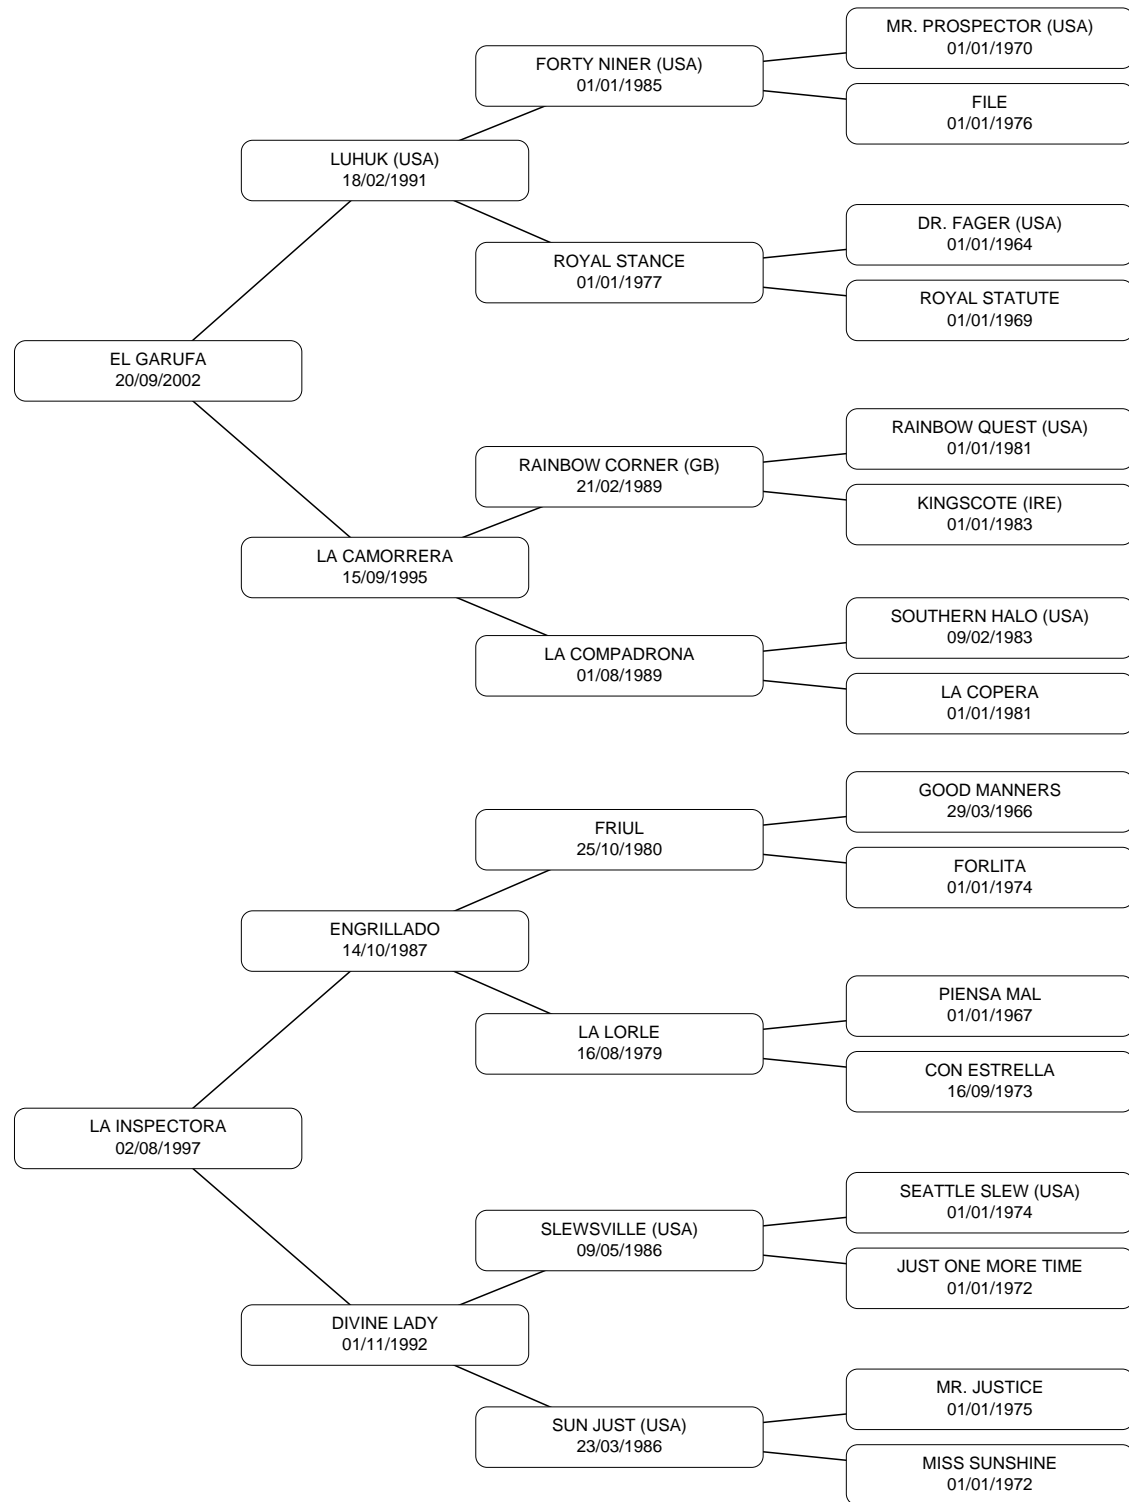 MR. PROSPECTOR (USA)
01/01/1970
FORTY NINER (USA)
01/01/1985
FILE
01/01/1976
LUHUK (USA)
18/02/1991
DR. FAGER (USA)
01/01/1964
ROYAL STANCE
01/01/1977
ROYAL STATUTE
01/01/1969
EL GARUFA
20/09/2002
RAINBOW QUEST (USA)
01/01/1981
RAINBOW CORNER (GB)
21/02/1989
KINGSCOTE (IRE)
01/01/1983
LA CAMORRERA
15/09/1995
SOUTHERN HALO (USA)
09/02/1983
LA COMPADRONA
01/08/1989
LA COPERA
01/01/1981
GOOD MANNERS
29/03/1966
FRIUL
25/10/1980
FORLITA
01/01/1974
ENGRILLADO
14/10/1987
PIENSA MAL
01/01/1967
LA LORLE
16/08/1979
CON ESTRELLA
16/09/1973
LA INSPECTORA
02/08/1997
SEATTLE SLEW (USA)
01/01/1974
SLEWSVILLE (USA)
09/05/1986
JUST ONE MORE TIME
01/01/1972
DIVINE LADY
01/11/1992
MR. JUSTICE
01/01/1975
SUN JUST (USA)
23/03/1986
MISS SUNSHINE
01/01/1972